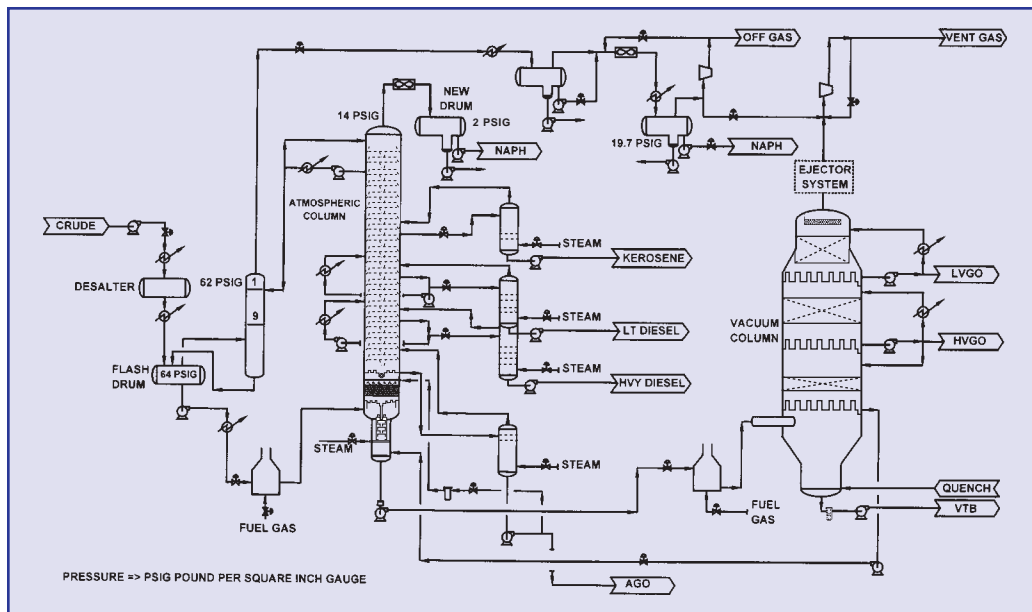 OFF GAS
VENT GAS
NEW
DRUM
14 PSIG
2 PSIG
NAPH
19.7 PSIG
NAPH
EJECTOR
SYSTEM
ATMOSPHERIC
COLUMN
CRUDE
STEAM
KEROSENE
DESALTER
62 PSIG
1
9
LVGO
STEAM
LT DIESEL
VACUUM
COLUMN
HVGO
FLASH
DRUM
64 PSIG
STEAM
HVY DIESEL
STEAM
STEAM
FUEL GAS
FUEL
GAS
QUENCH
VTB
PRESSURE => PSIG POUND PER SQUARE INCH GAUGE
AGO